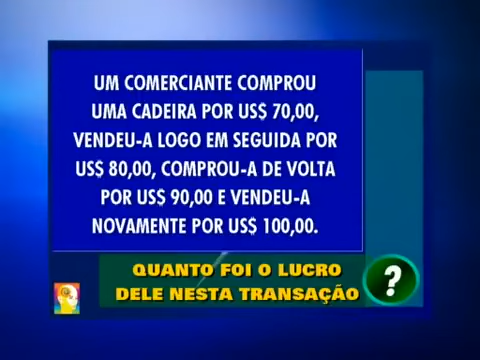 UM COMERCIANTE COMPROU
UMA CADEIRA POR US$ 70,00,
VENDEU-A LOGO EM SEGUIDA POR
US$ 80,00, COMPROU-A DE VOLTA
POR US$ 90,00 E VENDEU-A
NOVAMENTE POR US$ 100,00.
QUANTO FOI O LUCRO
DELE NESTA TRANSAÇÃO
?